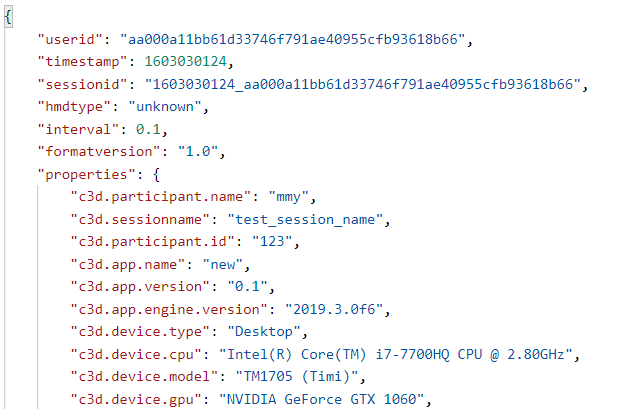 {
"userid": "aa000a11bb61d33746f791ae40955cfb93618b66",
"timestamp": 1603030124,
"sessionid": "1603030124_aa000a11bb61d33746f791ae40955cfb93618b66",
"hmdtype": "unknown",
"interval": 0.1,
"formatversion": "1.0",
"properties": {
"c3d.participant.name": "mmy",
"c3d.sessionname": "test_session_name",
"c3d.participant.id": "123",
"c3d.app.name": "new",
"c3d.app.version": "0.1",
"c3d.app.engine.version": "2019.3.0f6",
"c3d.device.type": "Desktop",
"c3d.device.cpu": "Intel(R) Core(TM) i7-7700HQ CPU @ 2.80GHz",
"c3d.device.model": "TM1705 (Timi)",
"c3d.device.gpu": "NVIDIA GeForce GTX 1060",